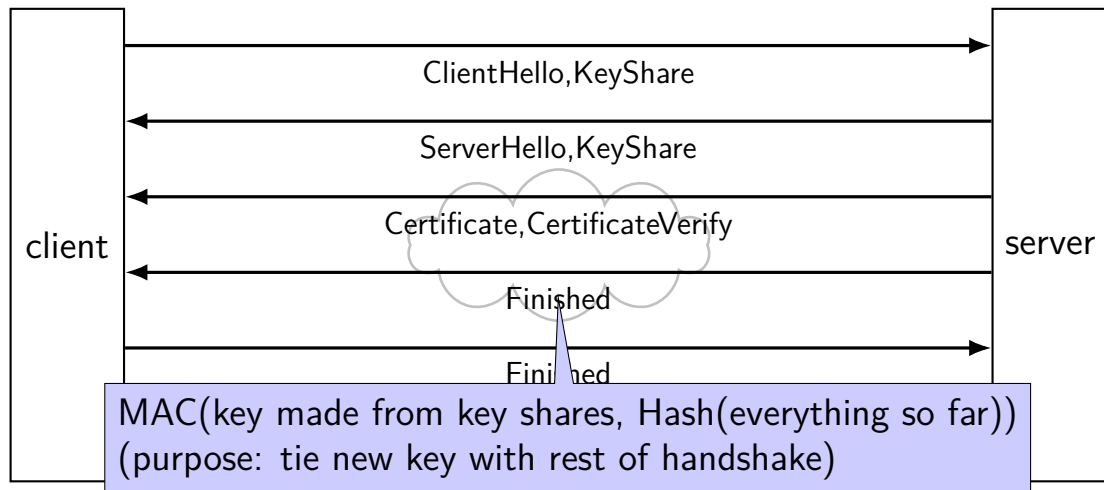 ClientHello,KeyShare
ServerHello,KeyShare
Certificate,CertificateVerify
client
server
Finished
Finished
MAC(key made from key shares, Hash(everything so far))
(purpose: tie new key with rest of handshake)